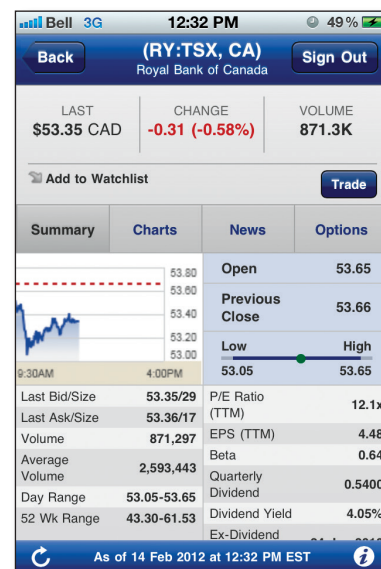 Bell 3G 12:32 PM 49%
Back (RY:TSX, CA) Sign Out
Royal Bank of Canada
LAST CHANGE VOLUME
$53.35 CAD -0.31 (-0.58%) 871.3K
Add to Watchlist Trade
Summary Charts News Options
53.80
53.60
53.40
53.20
53.00
9:30AM 4:00PM
Open 53.65
Previous
Close 53.66
Low High
53.05 53.65
Last Bid/Size 53.35/29
Last Ask/Size 53.36/17
Volume 871,297
Average
Volume 2,593,443
Day Range 53.05-53.65
52 Wk Range 43.30-61.53
P/E Ratio
(TTM) 12.1x
EPS (TTM) 4.48
Beta 0.64
Quarterly
Dividend 0.5400
Dividend Yield 4.05%
Ex-Dividend
As of 14 Feb 2012 at 12:32 PM EST